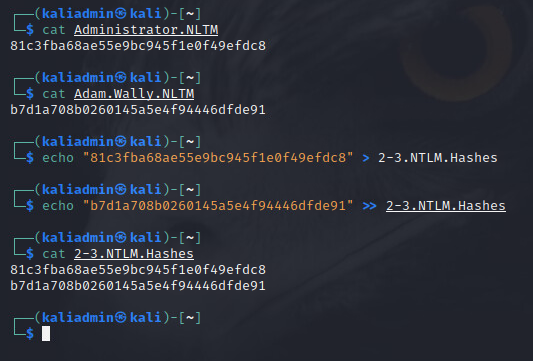 ┌──(kaliadmin㉿kali)-[~]
└─$ cat Administrator.NLTM
81c3fba68ae55e9bc945f1e0f49efdc8
┌──(kaliadmin㉿kali)-[~]
└─$ cat Adam.Wally.NLTM
b7d1a708b0260145a5e4f94446dfde91
┌──(kaliadmin㉿kali)-[~]
└─$ echo "81c3fba68ae55e9bc945f1e0f49efdc8" > 2-3.NTLM.Hashes
┌──(kaliadmin㉿kali)-[~]
└─$ echo "b7d1a708b0260145a5e4f94446dfde91" >> 2-3.NTLM.Hashes
┌──(kaliadmin㉿kali)-[~]
└─$ cat 2-3.NTLM.Hashes
81c3fba68ae55e9bc945f1e0f49efdc8
b7d1a708b0260145a5e4f94446dfde91
┌──(kaliadmin㉿kali)-[~]
└─$